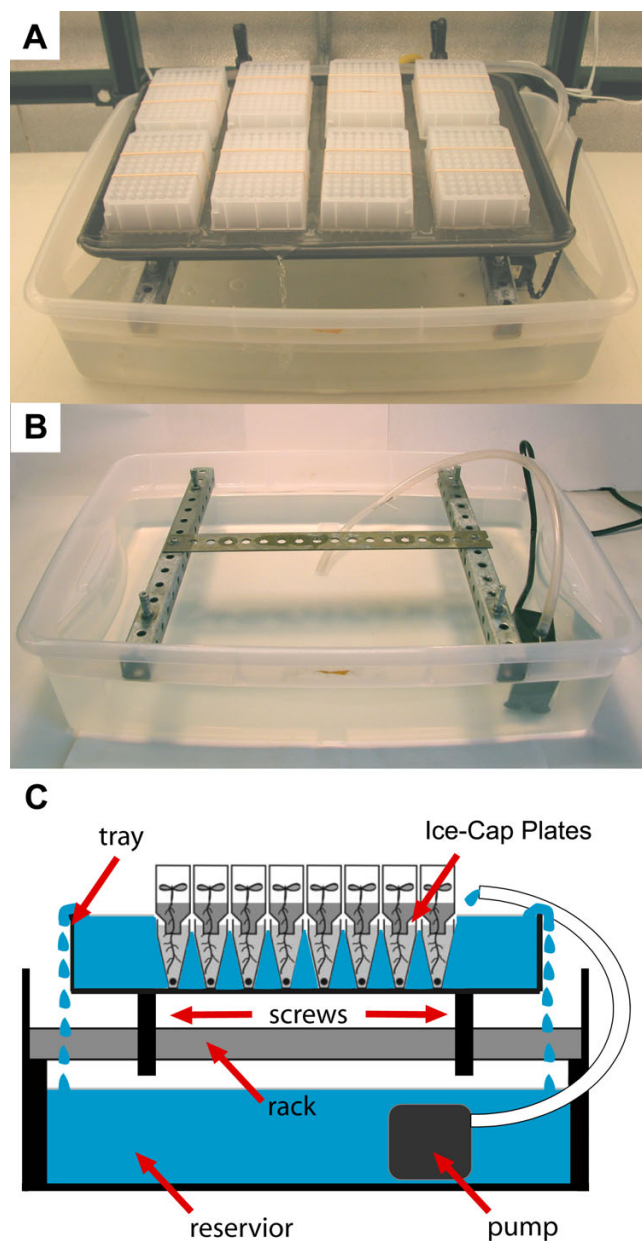 A
B
C
tray
Ice-Cap Plates
screws
rack
reservior
pump